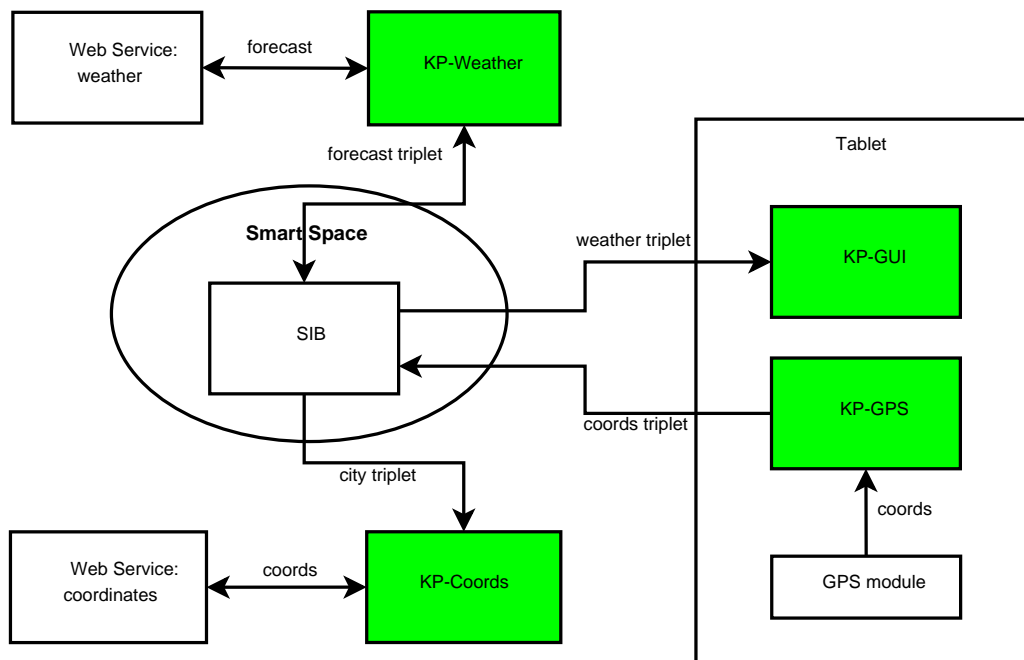 Web Service:
weather
forecast
KP-Weather
forecast triplet
Tablet
Smart Space
weather triplet
KP-GUI
SIB
KP-GPS
coords triplet
city triplet
coords
Web Service:
coordinates
coords
KP-Coords
GPS module